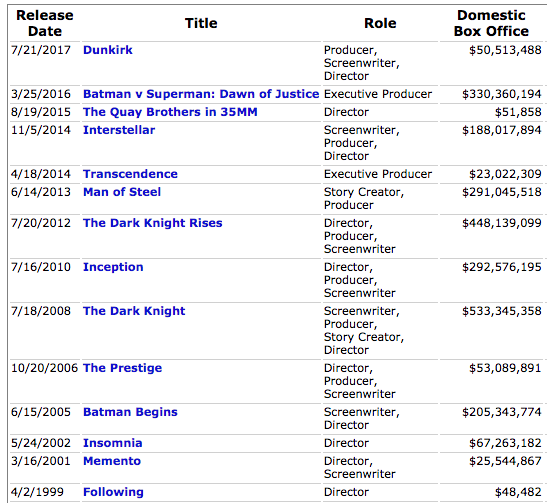 Release Date Title Role Domestic Box Office
7/21/2017 Dunkirk Producer, $50,513,488
Screenwriter,
Director
3/25/2016 Batman v Superman: Dawn of Justice Executive Producer $330,360,194
8/19/2015 The Quay Brothers in 35MM Director $51,858
11/5/2014 Interstellar Screenwriter, $188,017,894
Producer,
Director
4/18/2014 Transcendence Executive Producer $23,022,309
6/14/2013 Man of Steel Story Creator, $291,045,518
Producer
7/20/2012 The Dark Knight Rises Director, $448,139,099
Producer,
Screenwriter
7/16/2010 Inception Director, $292,576,195
Producer,
Screenwriter
7/18/2008 The Dark Knight Screenwriter, $533,345,358
Producer,
Story Creator,
Director
10/20/2006 The Prestige Director, $53,089,891
Producer,
Screenwriter
6/15/2005 Batman Begins Screenwriter, $205,343,774
Director
5/24/2002 Insomnia Director $67,263,182
3/16/2001 Memento Director, $25,544,867
Screenwriter
4/2/1999 Following Director $48,482